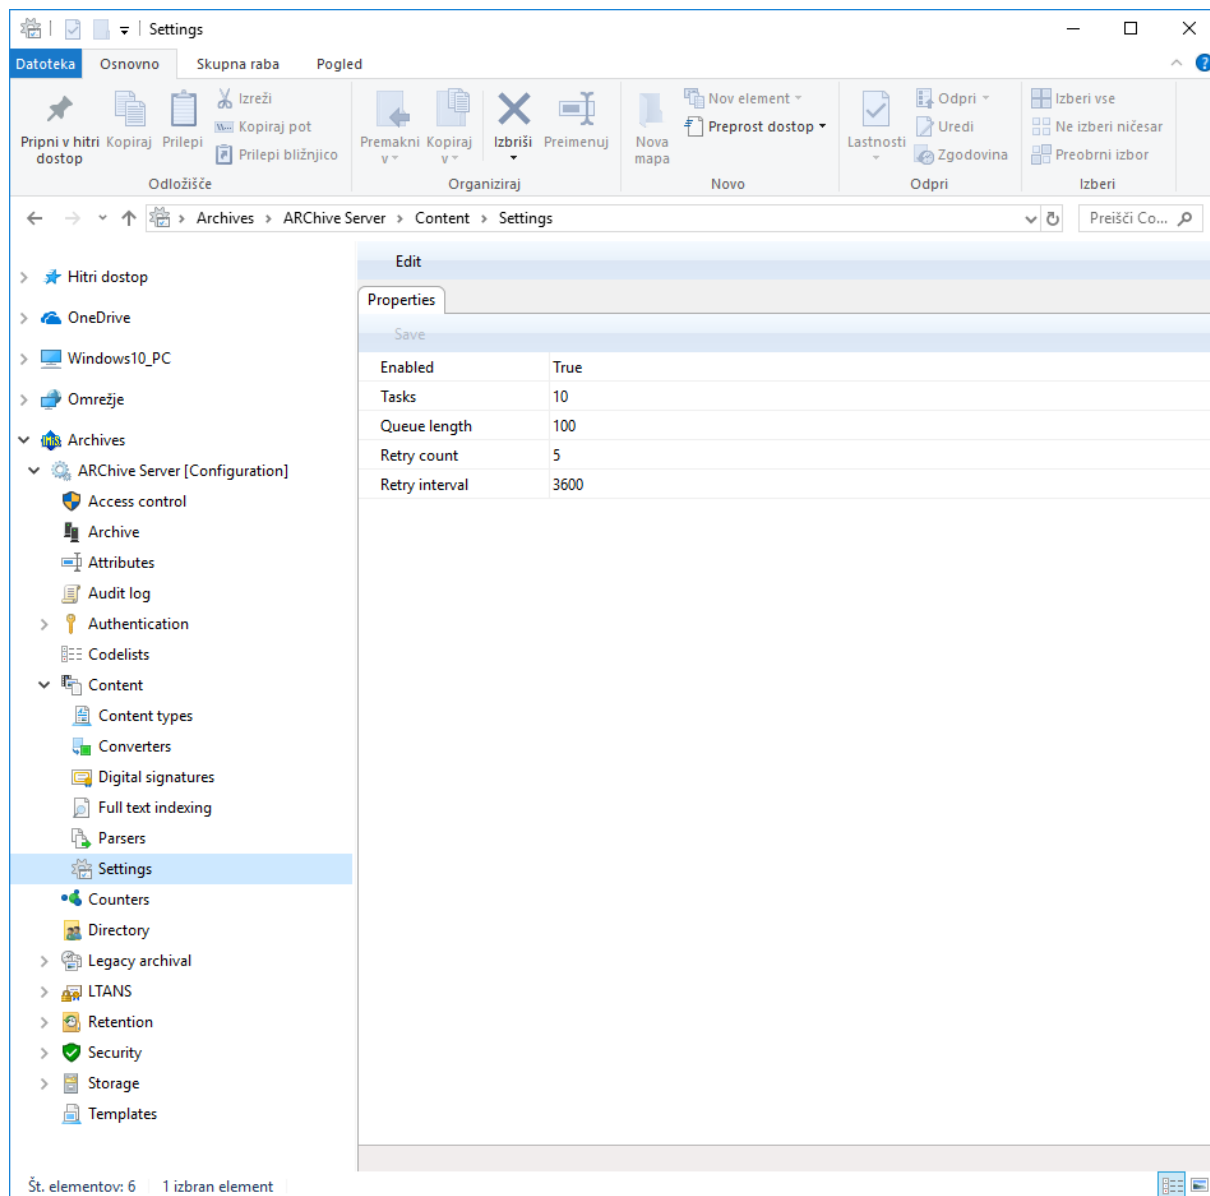 Settings
Datoteka Osnovno Skupna raba Pogled
Pripni v hitri dostop
Kopiraj
Prilepi
Izreži
Kopiraj pot
Prilepi bližnjico
Odložišče
Premakni v
Kopiraj v
Izbriši
Preimenuj
Organiziraj
Nova mapa
Nov element
Preprost dostop
Novo
Lastnosti
Odpri
Uredi
Zgodovina
Odpri
Izberi vse
Ne izberi ničesar
Preobrni izbor
Izberi
Archives > ARChive Server > Content > Settings
Preišči Co...
Hitri dostop
OneDrive
Windows10_PC
Omrežje
Archives
ARChive Server [Configuration]
Access control
Archive
Attributes
Audit log
Authentication
Codelists
Content
Content types
Converters
Digital signatures
Full text indexing
Parsers
Settings
Counters
Directory
Legacy archival
LTANS
Retention
Security
Storage
Templates
Edit
Properties
Save
Enabled True
Tasks 10
Queue length 100
Retry count 5
Retry interval 3600
Št. elementov: 6 1 izbran element